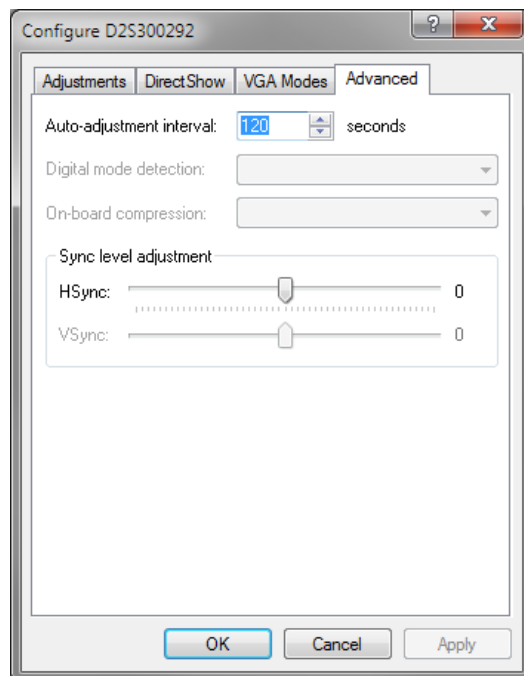 Configure D2S300292
?
X
Adjustments DirectShow VGA Modes Advanced
Auto-adjustment interval: 120 seconds
Digital mode detection:
On-board compression:
Sync level adjustment
HSync: 0
VSync: 0
OK Cancel Apply